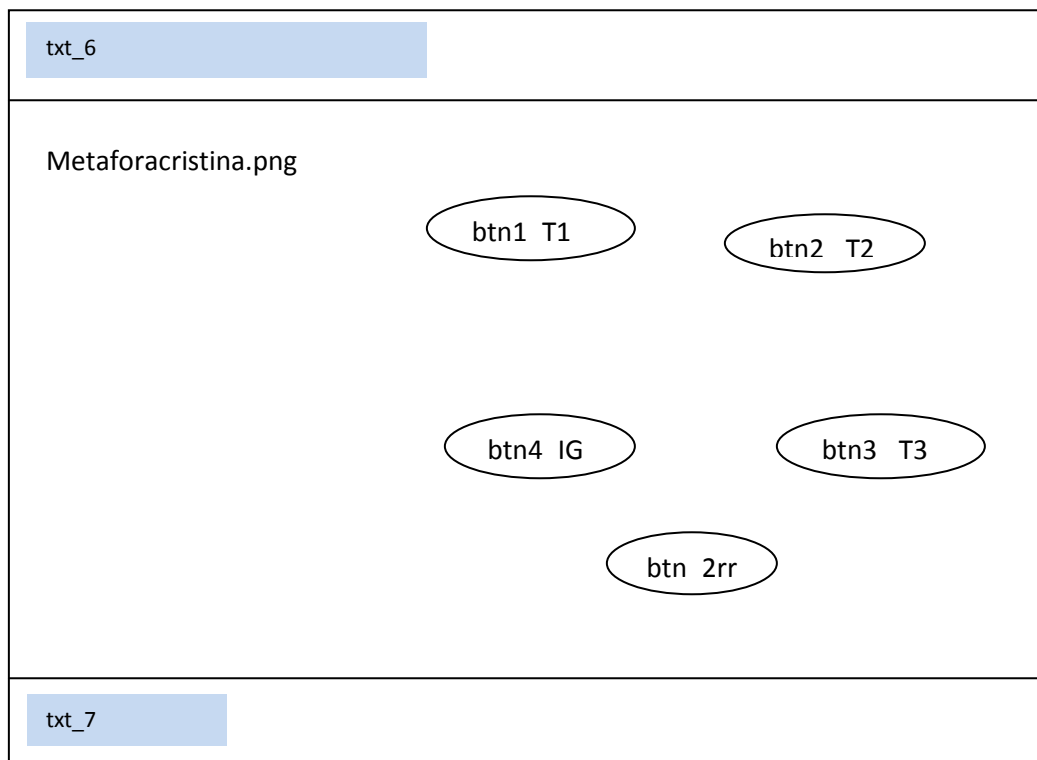 txt_6
Metaforacristina.png
btn1 T1
btn2 T2
btn4 IG
btn3 T3
btn 2rr
txt_7